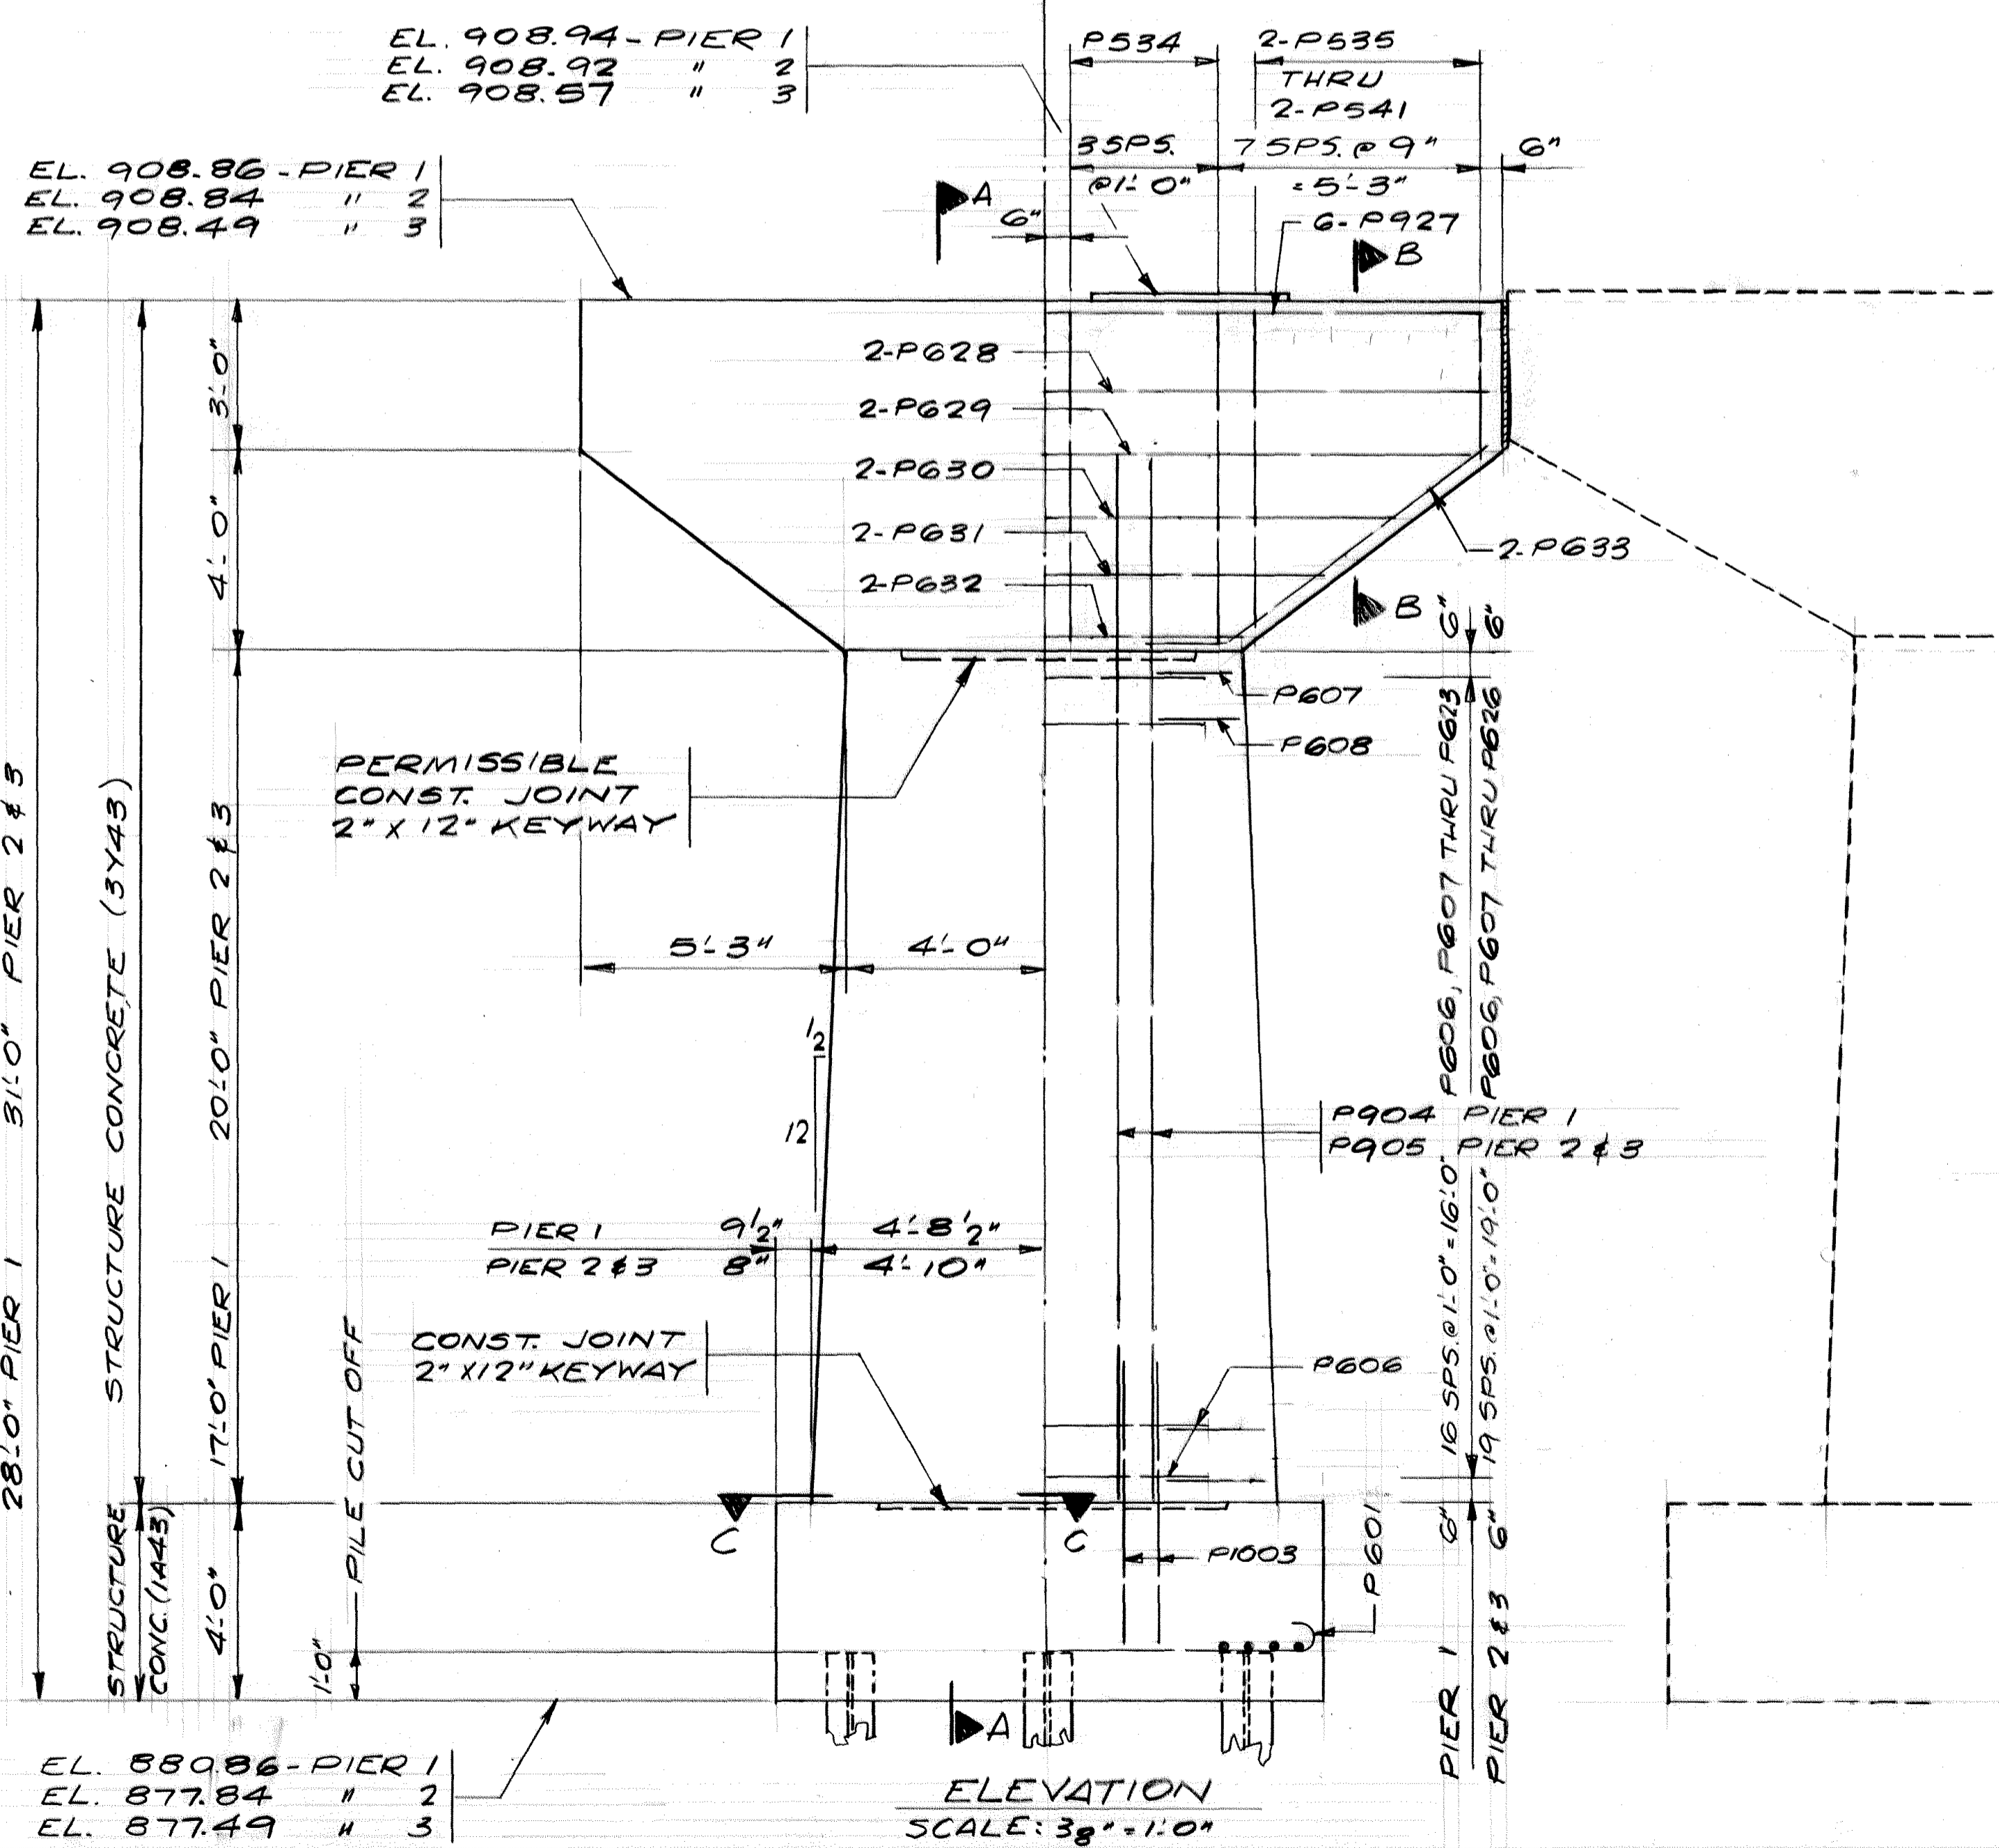 EL. 908.94 - PIER 1
EL. 908.92 " 2
EL. 908.57 " 3
P534
2-P535
THRU
2-P541
3 SPS.
@ 1'-0"
7 SPS. @ 9"
= 5'-3"
6"
EL. 908.86 - PIER 1
EL. 908.84 " 2
EL. 908.49 " 3
A
6"
6-P927
B
2-P628
2-P629
2-P630
2-P631
2-P632
2-P633
B
3'-0"
4'-0"
6"
6"
P607
P608
PERMISSIBLE
CONST. JOINT
2" X 12" KEYWAY
5'-3"
4'-0"
1/2
12
28'-0" PIER 1 31'-0" PIER 2 & 3
STRUCTURE CONCRETE (3Y43)
17'-0" PIER 1 20'-0" PIER 2 & 3
16 SPS. @ 1'-0" = 16'-0" P606, P607 THRU P623
19 SPS. @ 1'-0" = 19'-0" P606, P607 THRU P626
P904 PIER 1
P905 PIER 2 & 3
PIER 1 9 1/2" 4'-8 1/2"
PIER 2 & 3 8" 4'-10"
CONST. JOINT
2" X 12" KEYWAY
P606
PILE CUT OFF
1'-0"
STRUCTURE
CONC. (1A43)
4'-0"
C
C
P1003
P601
PIER 1 6"
PIER 2 & 3 6"
A
EL. 880.86 - PIER 1
EL. 877.84 " 2
EL. 877.49 " 3
ELEVATION
SCALE: 3/8" = 1'-0"